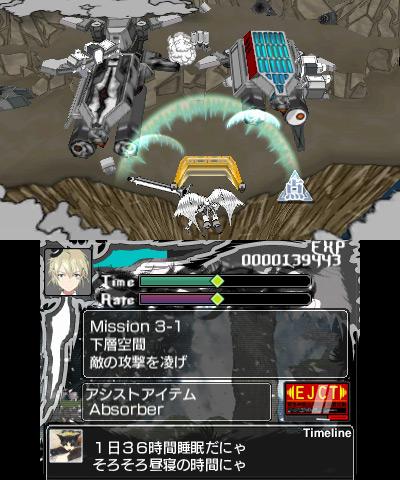 EXP
0000139443
Time
Rate
Mission 3-1
下層空間
敵の攻撃を凌げ
アシストアイテム
Absorber
EJCT
Timeline
１日３６時間睡眠だにゃ
そろそろ昼寝の時間にゃ